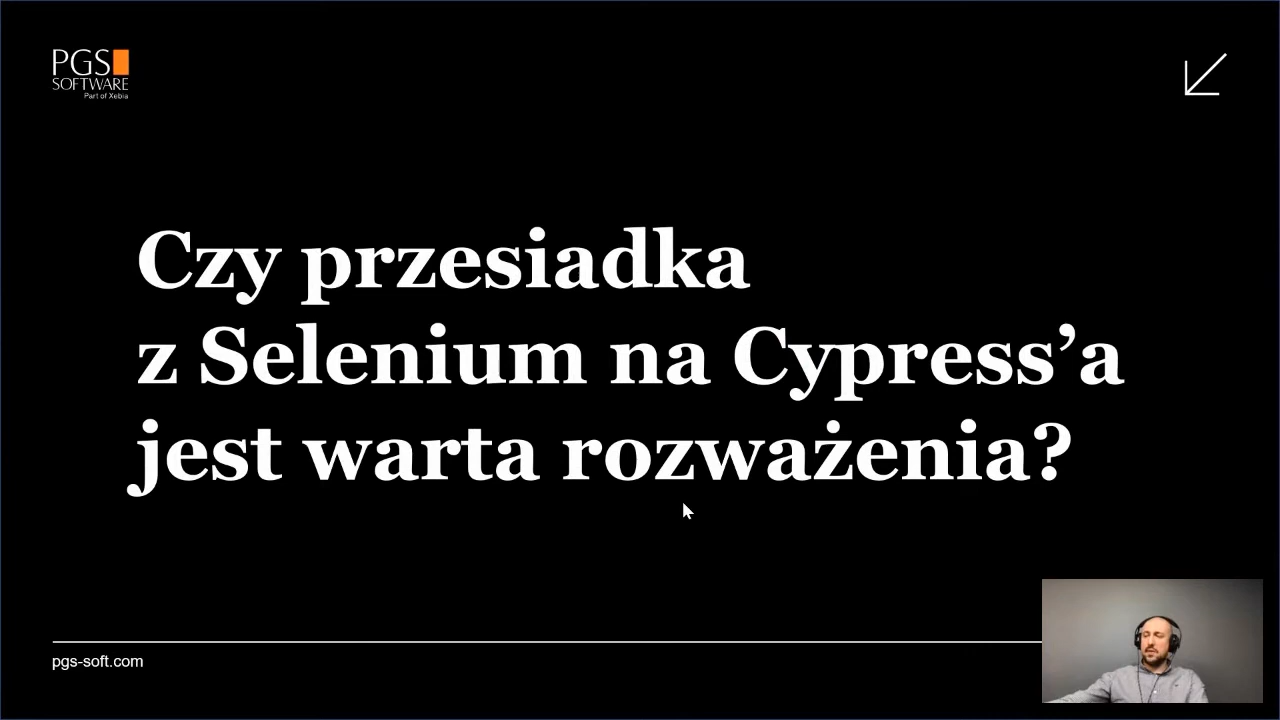 PGS
SOFTWARE
Part of Xebia
Czy przesiadka
z Selenium na Cypress’a
jest warta rozważenia?
pgs-soft.com